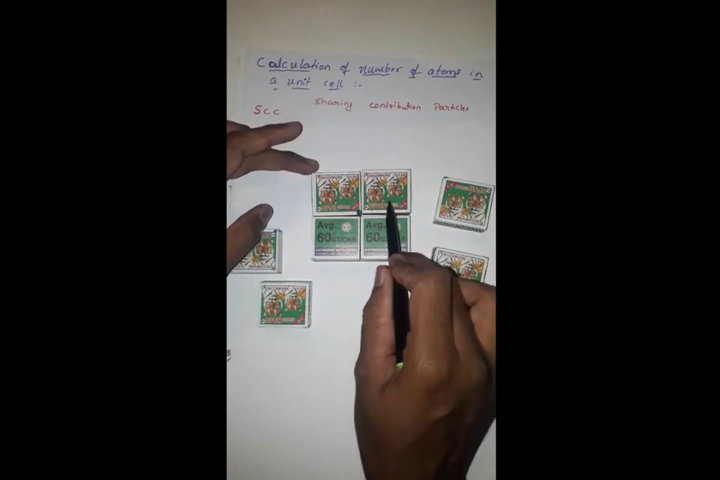 Calculation of number of atoms in
a unit cell :-
Sharing contribution Particles
Scc
Avg. Avg.
60 STICKS 60 STICKS